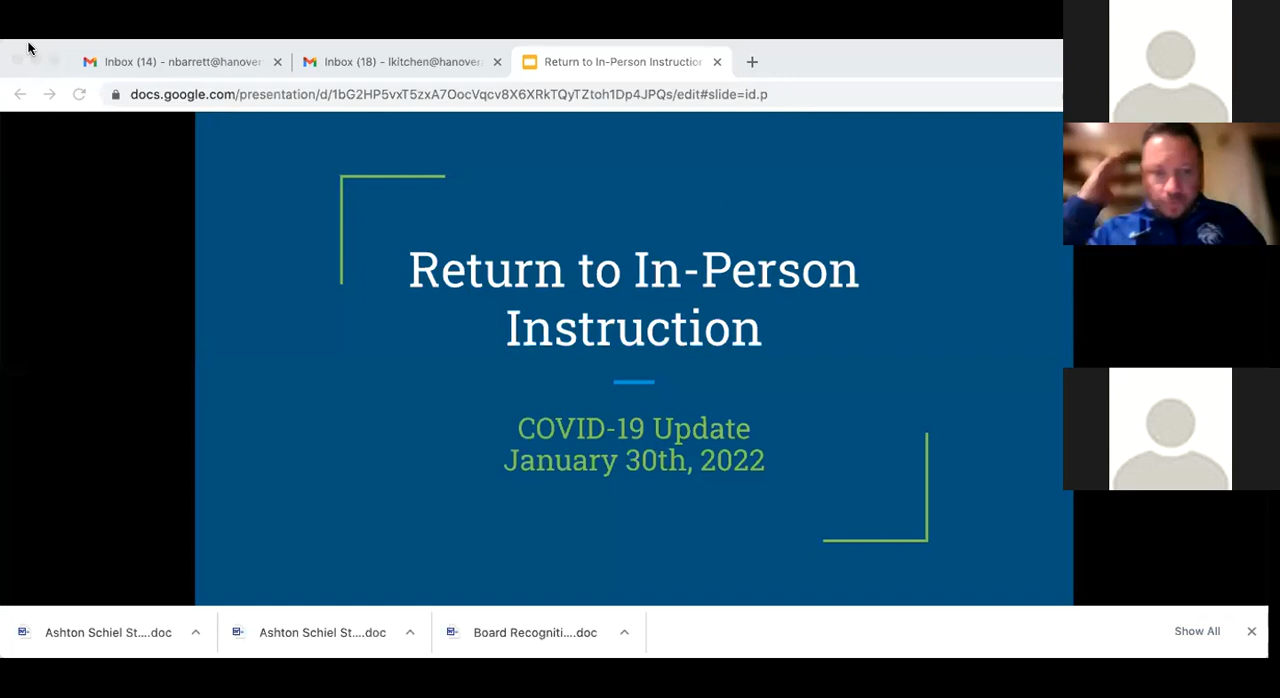 Inbox (14) - nbarrett@hanover
Inbox (18) - lkitchen@hanover
Return to In-Person Instruction
docs.google.com/presentation/d/1bG2HP5vxT5zxA7OocVqcv8X6XRkTQyTZtoh1Dp4JPQs/edit#slide=id.p
Return to In-Person
Instruction
COVID-19 Update
January 30th, 2022
Ashton Schiel St....doc
Ashton Schiel St....doc
Board Recogniti....doc
Show All